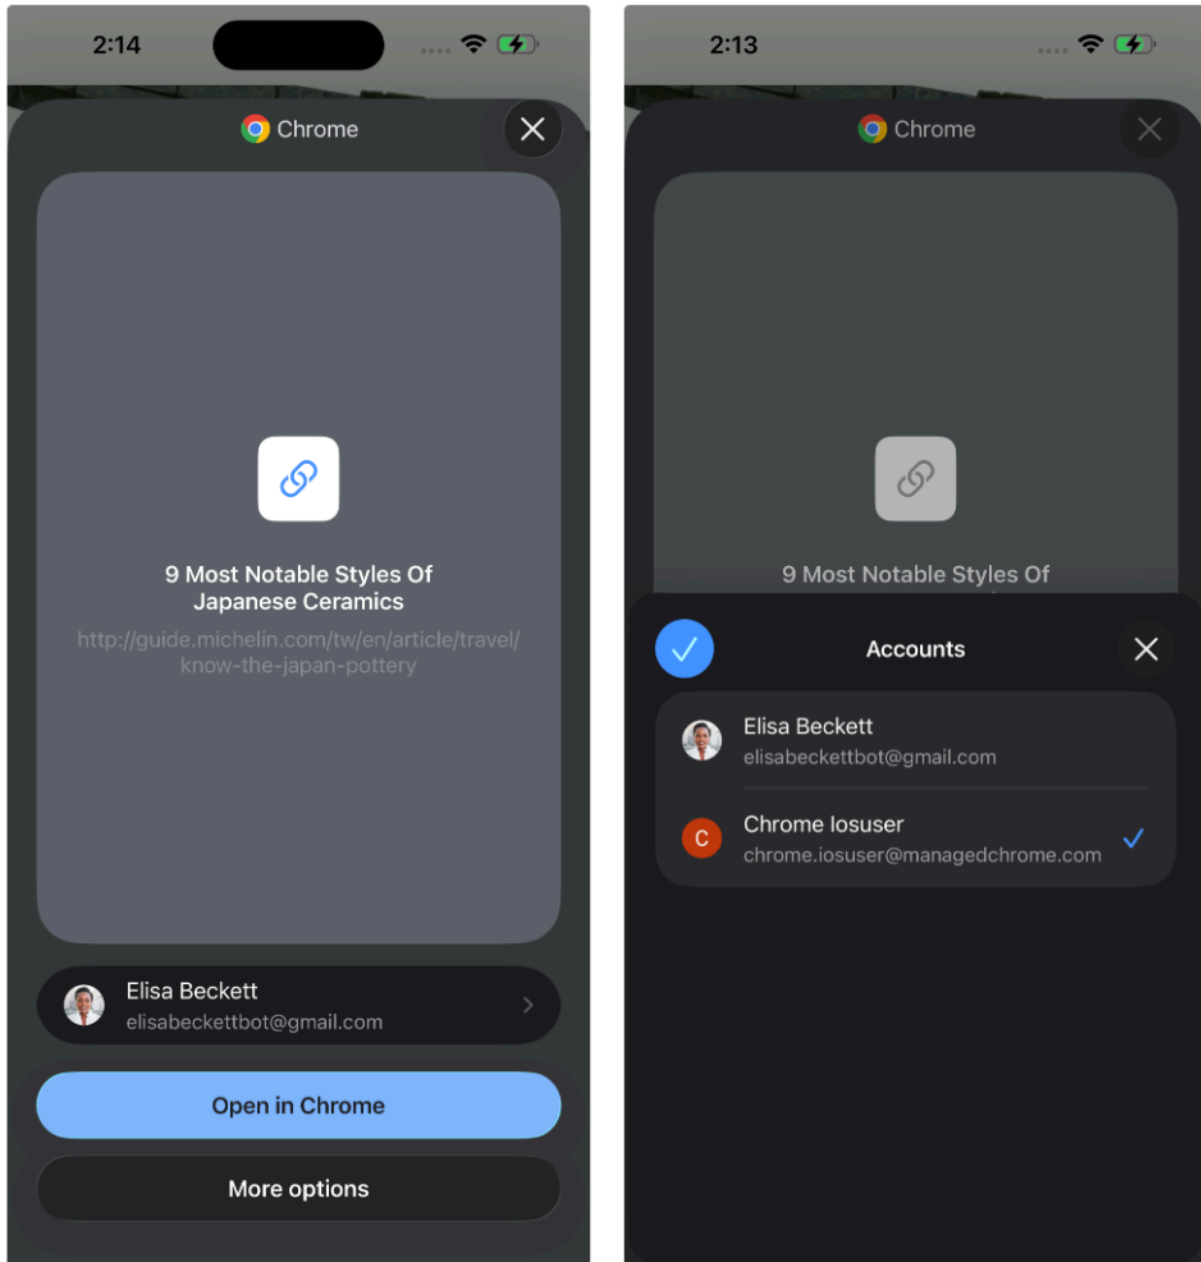 2:14
Chrome
9 Most Notable Styles Of
Japanese Ceramics
http://guide.michelin.com/tw/en/article/travel/
know-the-japan-pottery
Elisa Beckett
elisabeckettbot@gmail.com
Open in Chrome
More options
2:13
Chrome
9 Most Notable Styles Of
Accounts
Elisa Beckett
elisabeckettbot@gmail.com
C
Chrome Iosuser
chrome.iosuser@managedchrome.com